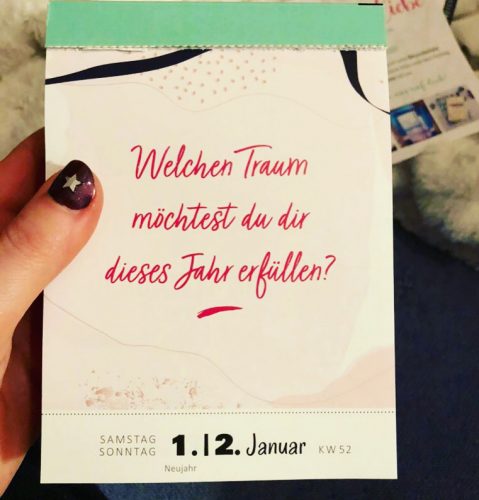 Welchen Traum
möchtest du dir
dieses Jahr erfüllen?
SAMSTAG
SONNTAG
1.|2. Januar
KW 52
Neujahr